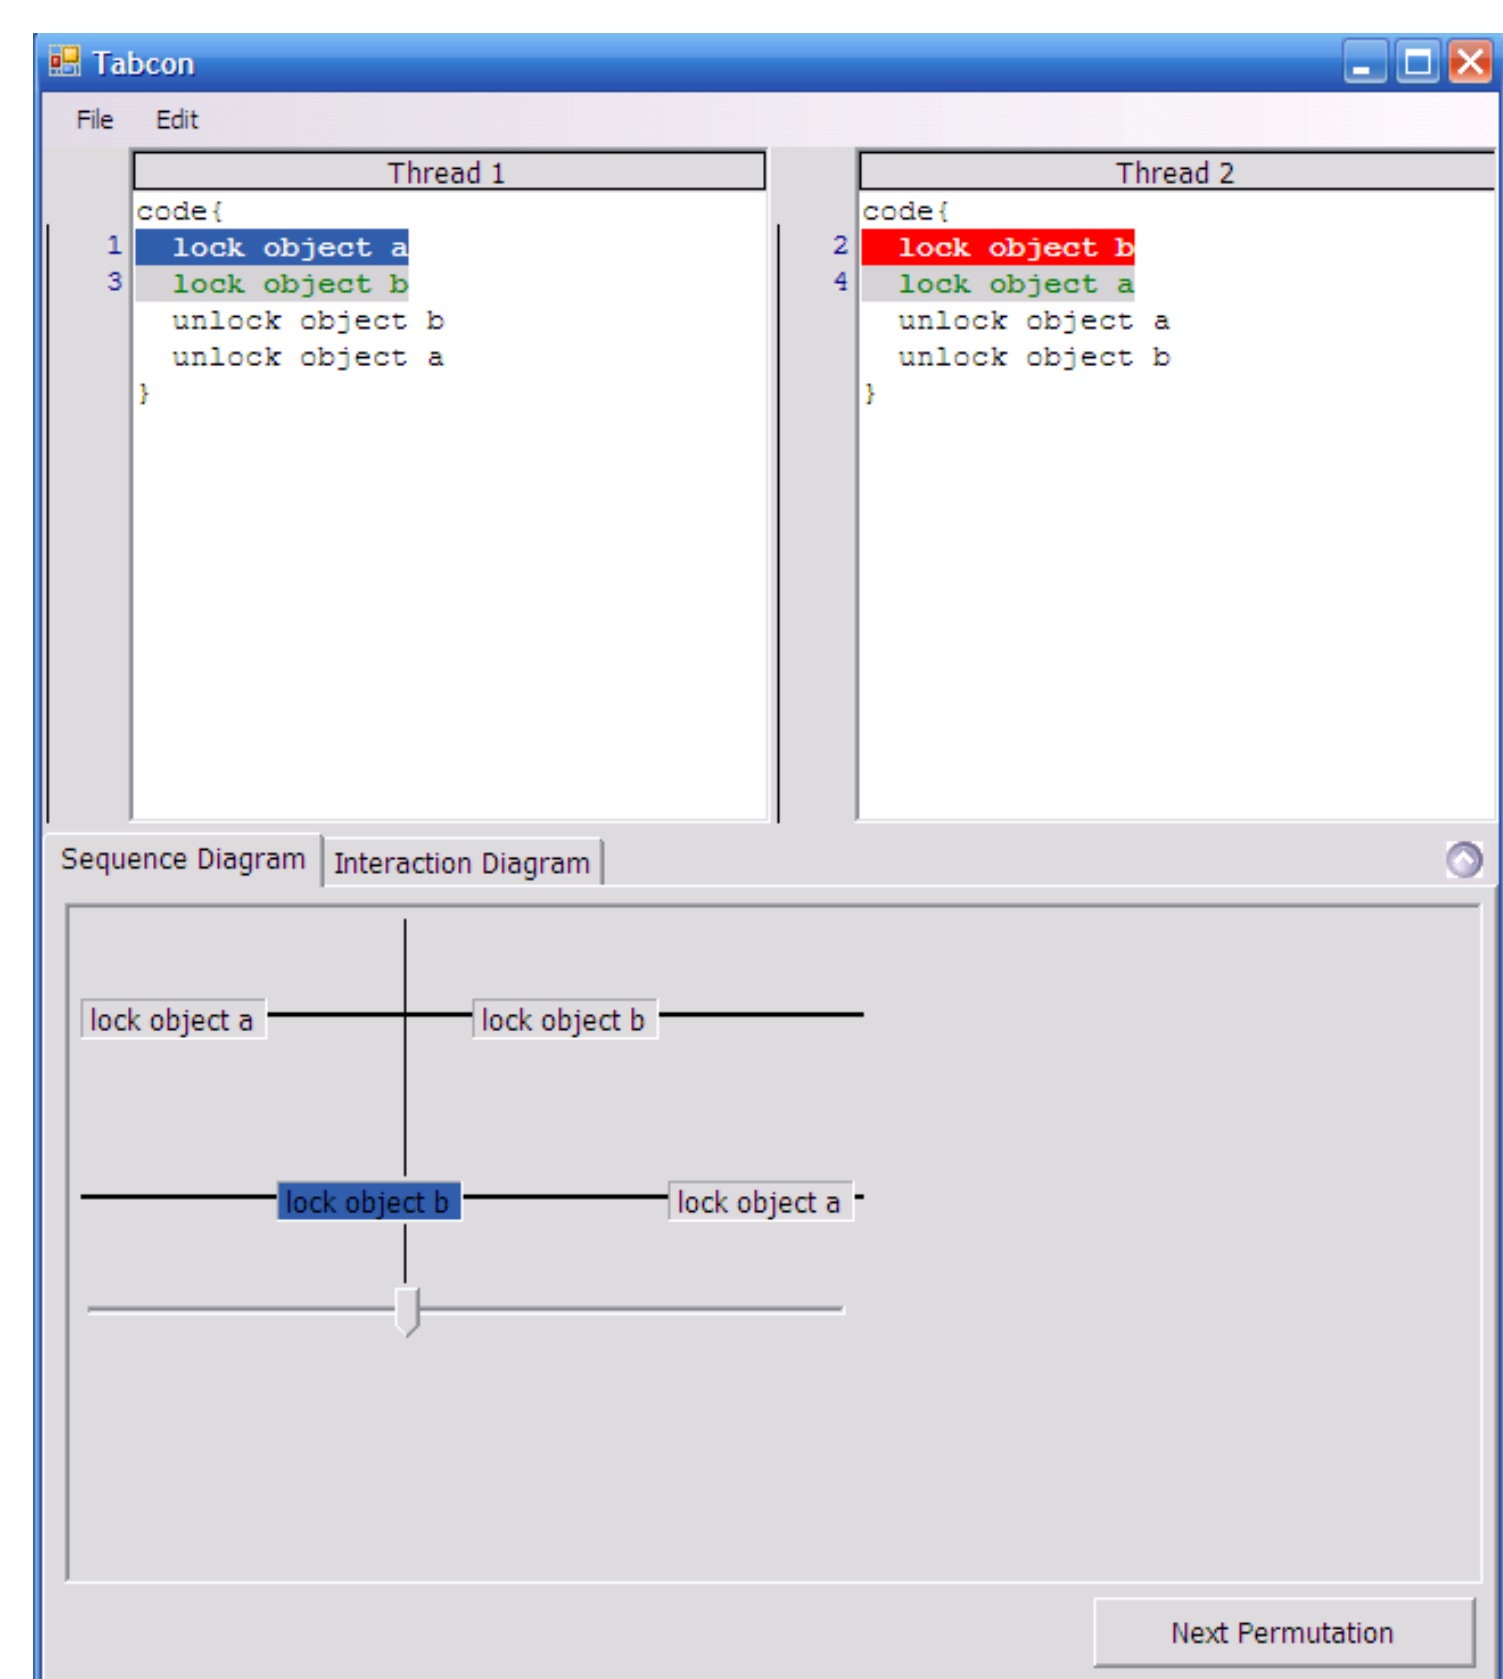 Tabcon
File Edit
Thread 1
code{
1 lock object a
3 lock object b
unlock object b
unlock object a
}
Thread 2
code{
2 lock object b
4 lock object a
unlock object a
unlock object b
}
Sequence Diagram Interaction Diagram
lock object a lock object b
lock object b lock object a
Next Permutation